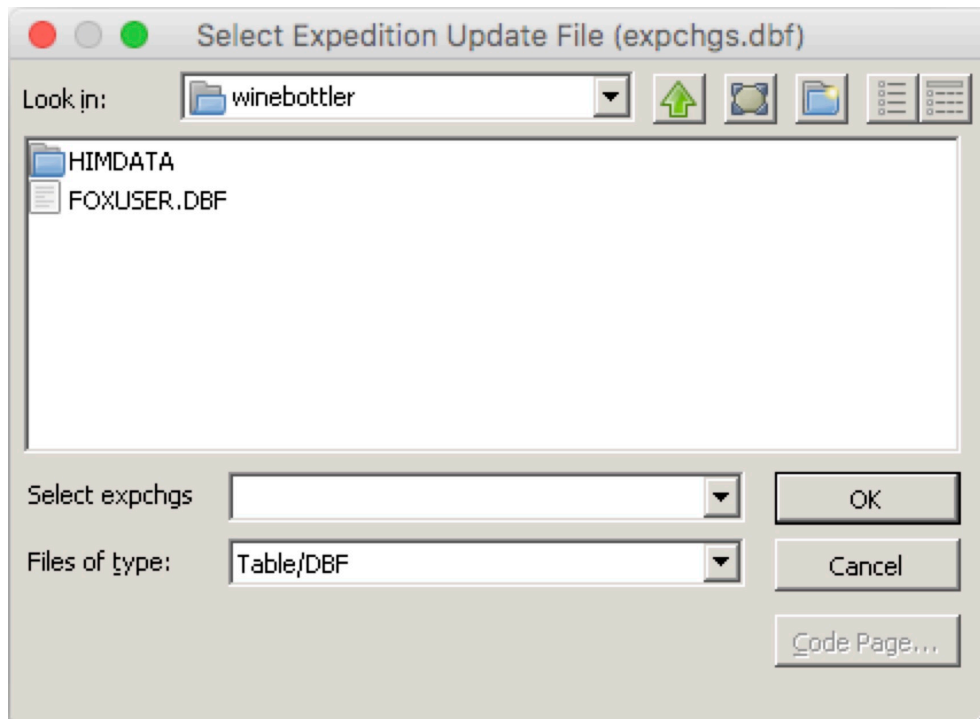 Select Expedition Update File (expchgs.dbf)
Look in: winebottler
HIMDATA
FOXUSER.DBF
Select expchgs OK
Files of type: Table/DBF Cancel
Code Page...